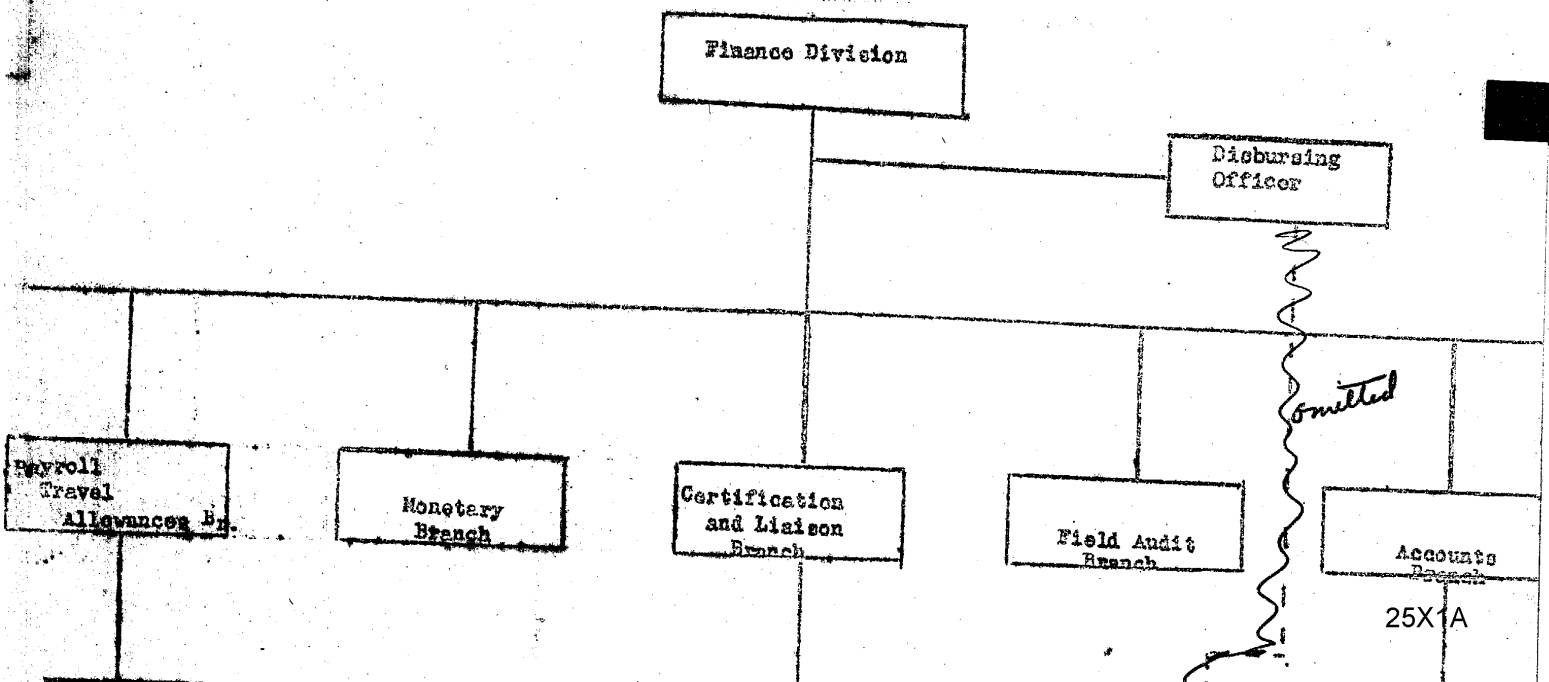 Finance Division
Disbursing
Officer
omitted
Payroll
Travel
Allowances Br.
Monetary
Branch
Certification
and Liaison
Branch
Field Audit
Branch
Accounts
Branch
25X1A